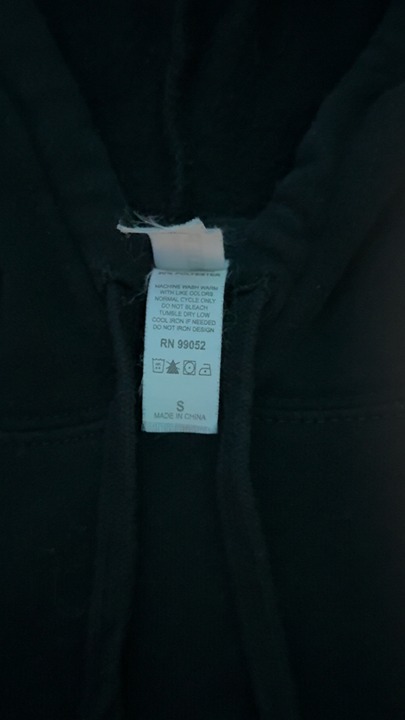 MACHINE WASH WARM
WITH LIKE COLORS
NORMAL CYCLE ONLY
DO NOT BLEACH
TUMBLE DRY LOW
COOL IRON IF NEEDED
DO NOT IRON DESIGN
RN 99052
S
MADE IN CHINA